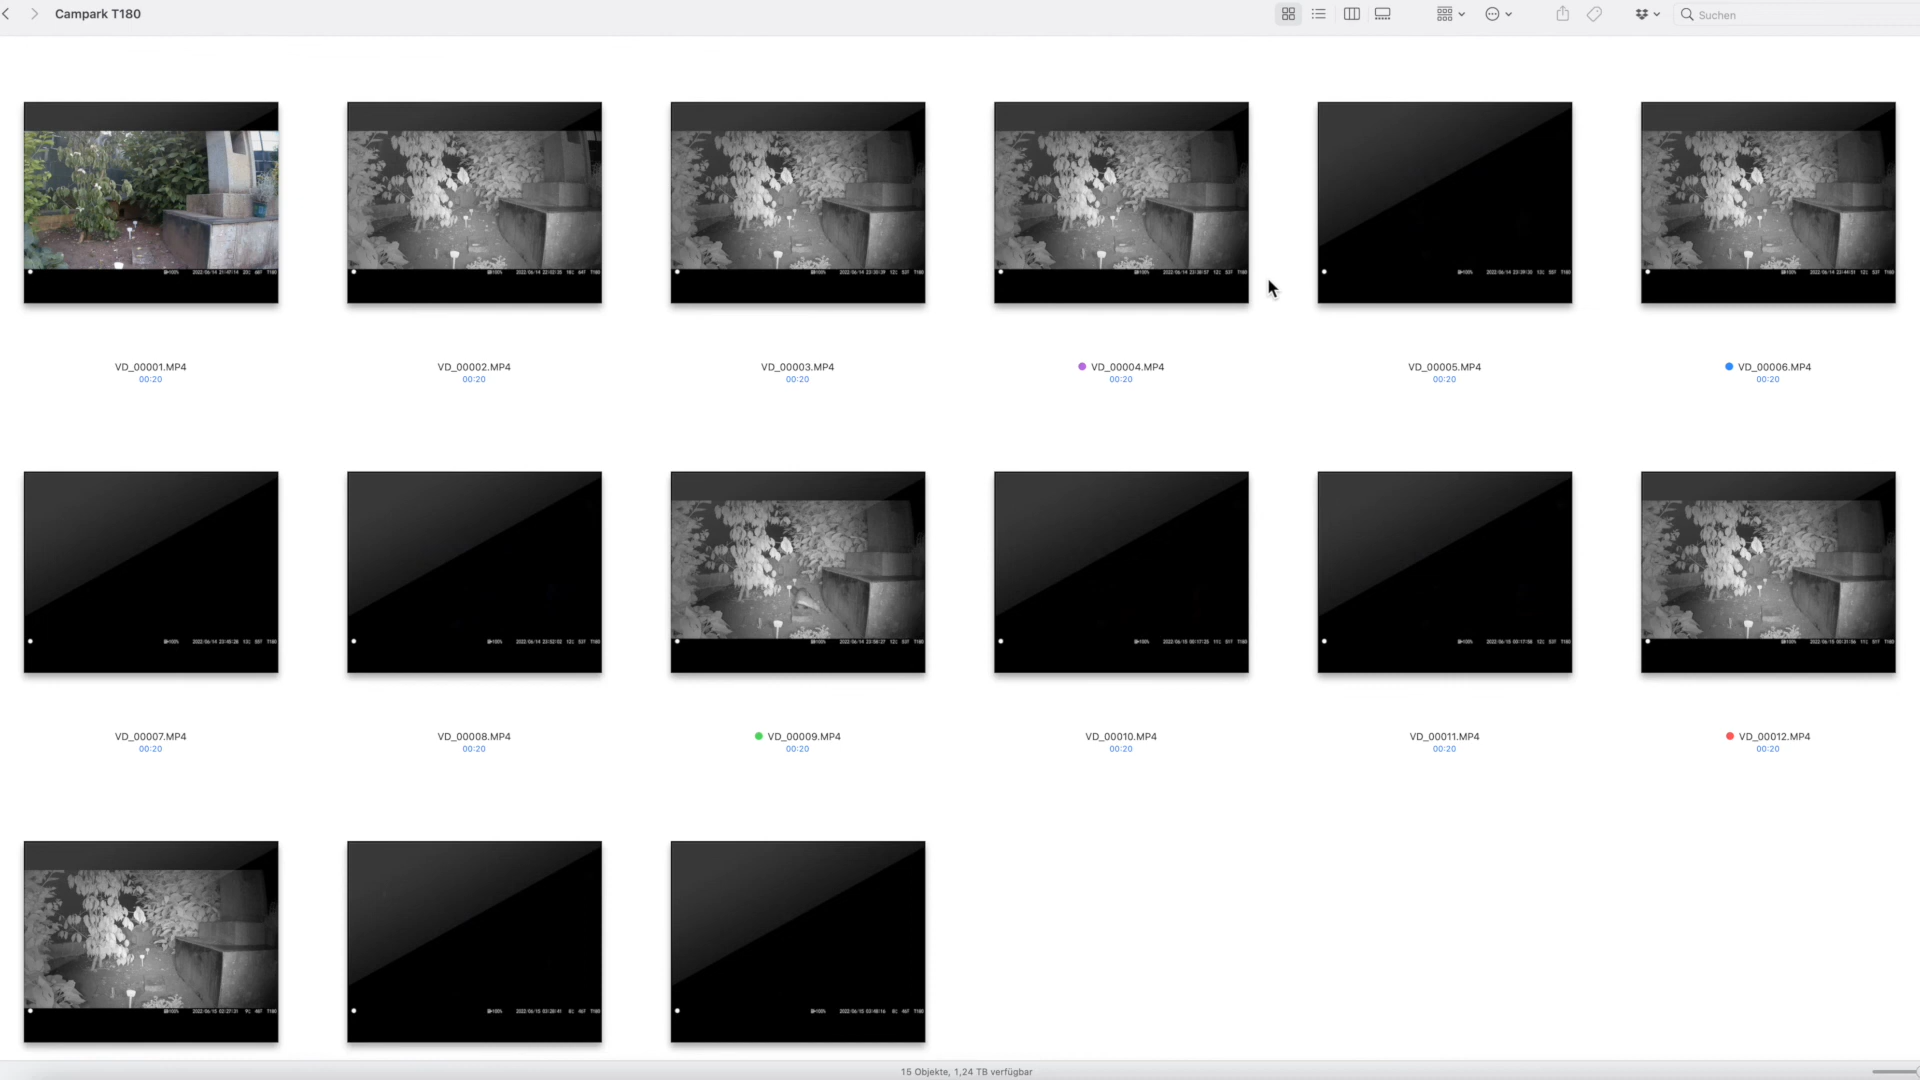 Campark T180
Suchen
VD_00001.MP4
00:20
VD_00002.MP4
00:20
VD_00003.MP4
00:20
VD_00004.MP4
00:20
VD_00005.MP4
00:20
VD_00006.MP4
00:20
VD_00007.MP4
00:20
VD_00008.MP4
00:20
VD_00009.MP4
00:20
VD_00010.MP4
00:20
VD_00011.MP4
00:20
VD_00012.MP4
00:20
15 Objekte, 1,24 TB verfügbar